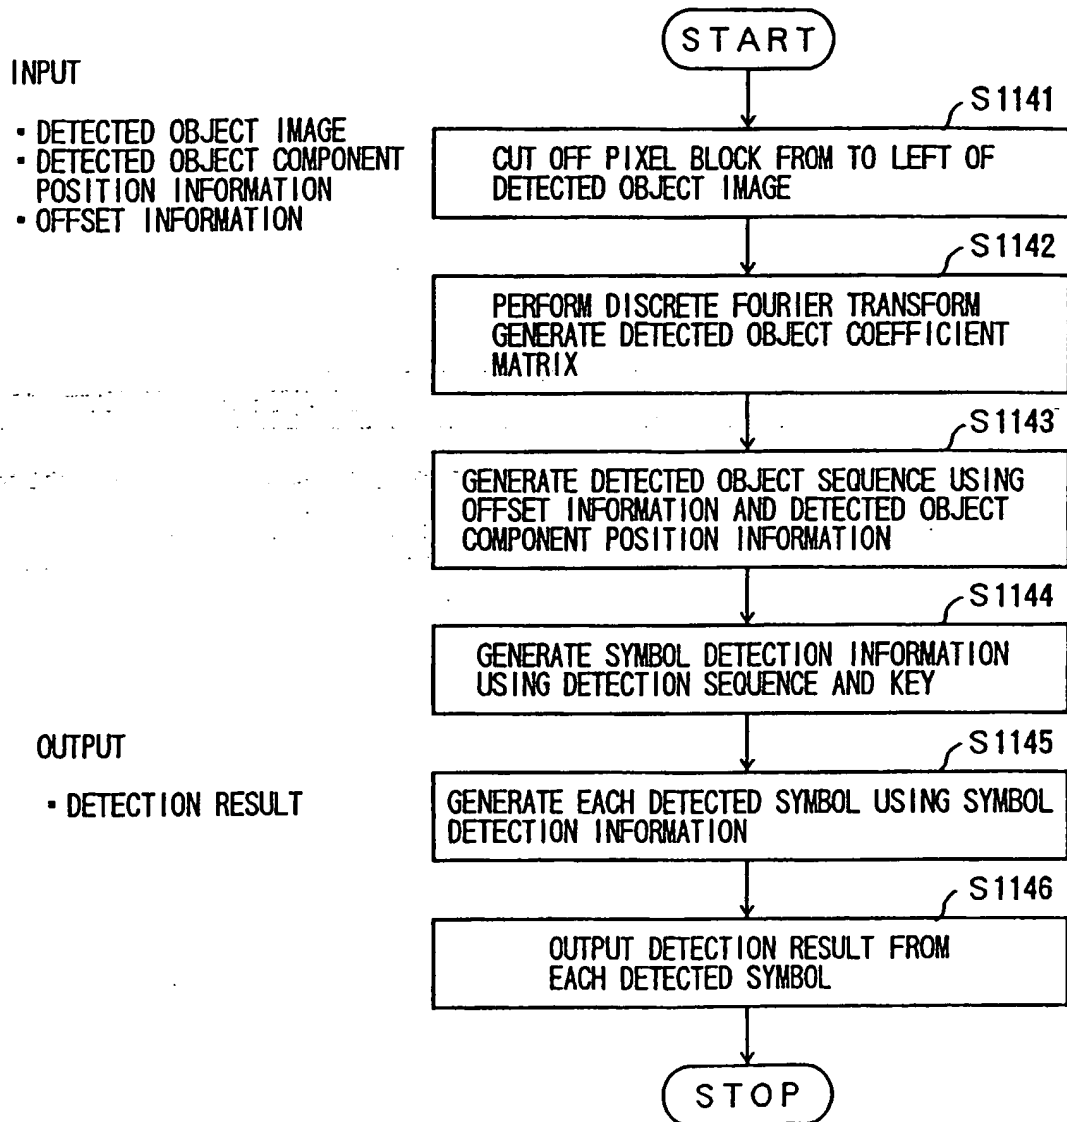 START
INPUT
▪ DETECTED OBJECT IMAGE
▪ DETECTED OBJECT COMPONENT
POSITION INFORMATION
▪ OFFSET INFORMATION
S1141
CUT OFF PIXEL BLOCK FROM TO LEFT OF
DETECTED OBJECT IMAGE
S1142
PERFORM DISCRETE FOURIER TRANSFORM
GENERATE DETECTED OBJECT COEFFICIENT
MATRIX
S1143
GENERATE DETECTED OBJECT SEQUENCE USING
OFFSET INFORMATION AND DETECTED OBJECT
COMPONENT POSITION INFORMATION
S1144
GENERATE SYMBOL DETECTION INFORMATION
USING DETECTION SEQUENCE AND KEY
OUTPUT
▪ DETECTION RESULT
S1145
GENERATE EACH DETECTED SYMBOL USING SYMBOL
DETECTION INFORMATION
S1146
OUTPUT DETECTION RESULT FROM
EACH DETECTED SYMBOL
STOP